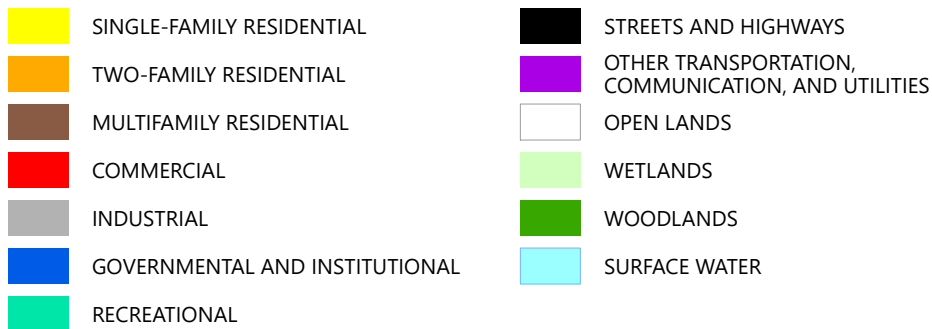 SINGLE-FAMILY RESIDENTIAL
TWO-FAMILY RESIDENTIAL
MULTIFAMILY RESIDENTIAL
COMMERCIAL
INDUSTRIAL
GOVERNMENTAL AND INSTITUTIONAL
RECREATIONAL
STREETS AND HIGHWAYS
OTHER TRANSPORTATION,
COMMUNICATION, AND UTILITIES
OPEN LANDS
WETLANDS
WOODLANDS
SURFACE WATER